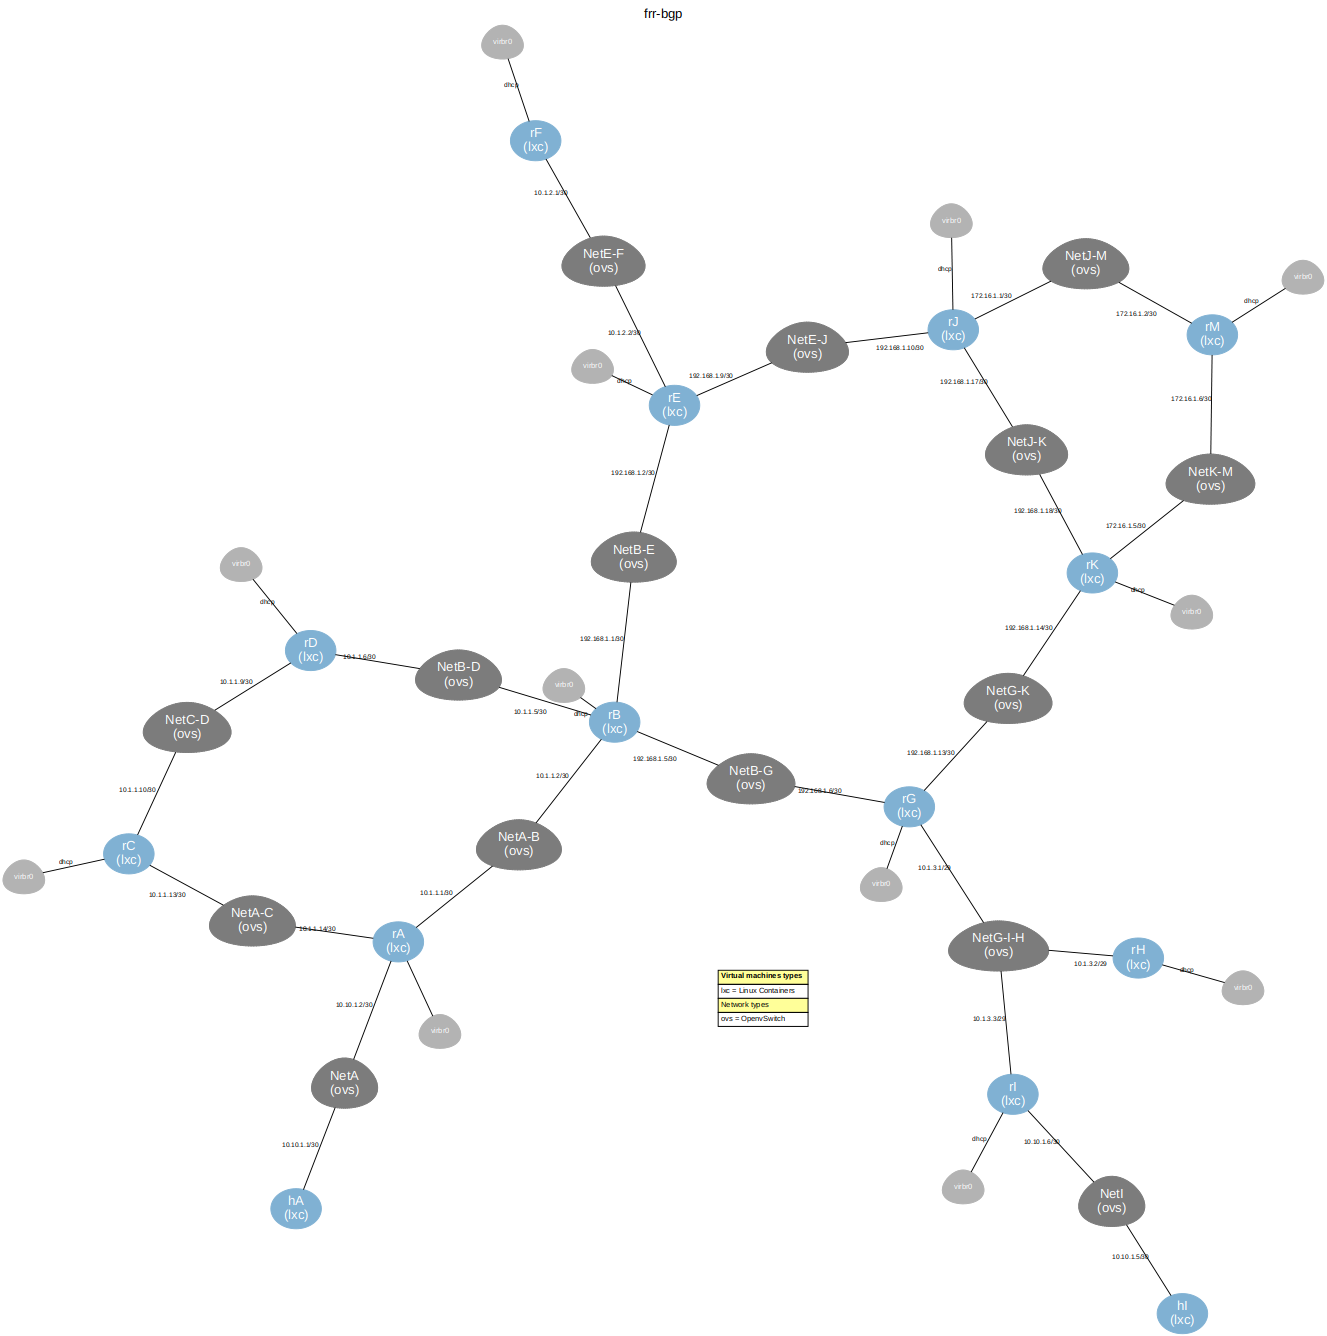 frr-bgp
virbr0
dhcp
rF
(lxc)
10.1.2.1/30
NetE-F
(ovs)
10.1.2.2/30
virbr0
dhcp
rE
(lxc)
192.168.1.9/30
NetE-J
(ovs)
192.168.1.10/30
virbr0
dhcp
rJ
(lxc)
172.16.1.1/30
NetJ-M
(ovs)
172.16.1.2/30
virbr0
dhcp
rM
(lxc)
172.16.1.6/30
NetK-M
(ovs)
172.16.1.5/30
192.168.1.17/30
NetJ-K
(ovs)
192.168.1.18/30
rK
(lxc)
dhcp
virbr0
192.168.1.14/30
NetG-K
(ovs)
192.168.1.13/30
192.168.1.2/30
NetB-E
(ovs)
192.168.1.1/30
virbr0
dhcp
rD
(lxc)
10.1.1.6/30
NetB-D
(ovs)
10.1.1.5/30
virbr0
dhcp
rB
(lxc)
192.168.1.5/30
NetB-G
(ovs)
192.168.1.6/30
rG
(lxc)
dhcp
virbr0
10.1.3.1/29
10.1.1.9/30
NetC-D
(ovs)
10.1.1.10/30
rC
(lxc)
dhcp
virbr0
10.1.1.13/30
NetA-C
(ovs)
10.1.1.14/30
10.1.1.2/30
NetA-B
(ovs)
10.1.1.1/30
rA
(lxc)
virbr0
10.10.1.2/30
NetA
(ovs)
10.10.1.1/30
hA
(lxc)
NetG-I-H
(ovs)
10.1.3.2/29
rH
(lxc)
dhcp
virbr0
10.1.3.3/29
rI
(lxc)
dhcp
virbr0
10.10.1.6/30
NetI
(ovs)
10.10.1.5/30
hI
(lxc)
Virtual machines types
lxc = Linux Containers
Network types
ovs = OpenvSwitch